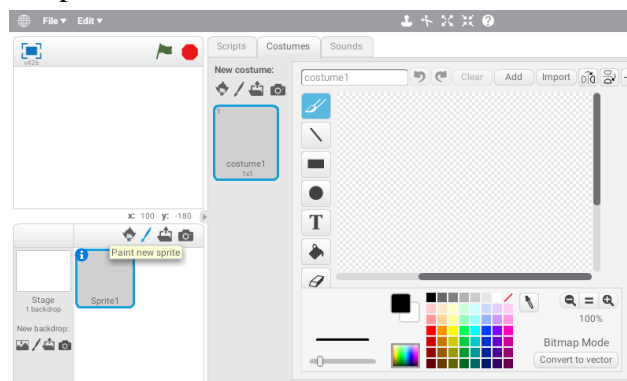 File ▾ Edit ▾
v426
Scripts Costumes Sounds
New costume:
costume1 Clear Add Import
1
costume1
1x1
T
x: 100 y: -180
Paint new sprite
Stage
1 backdrop
Sprite1
New backdrop:
100%
Bitmap Mode
Convert to vector